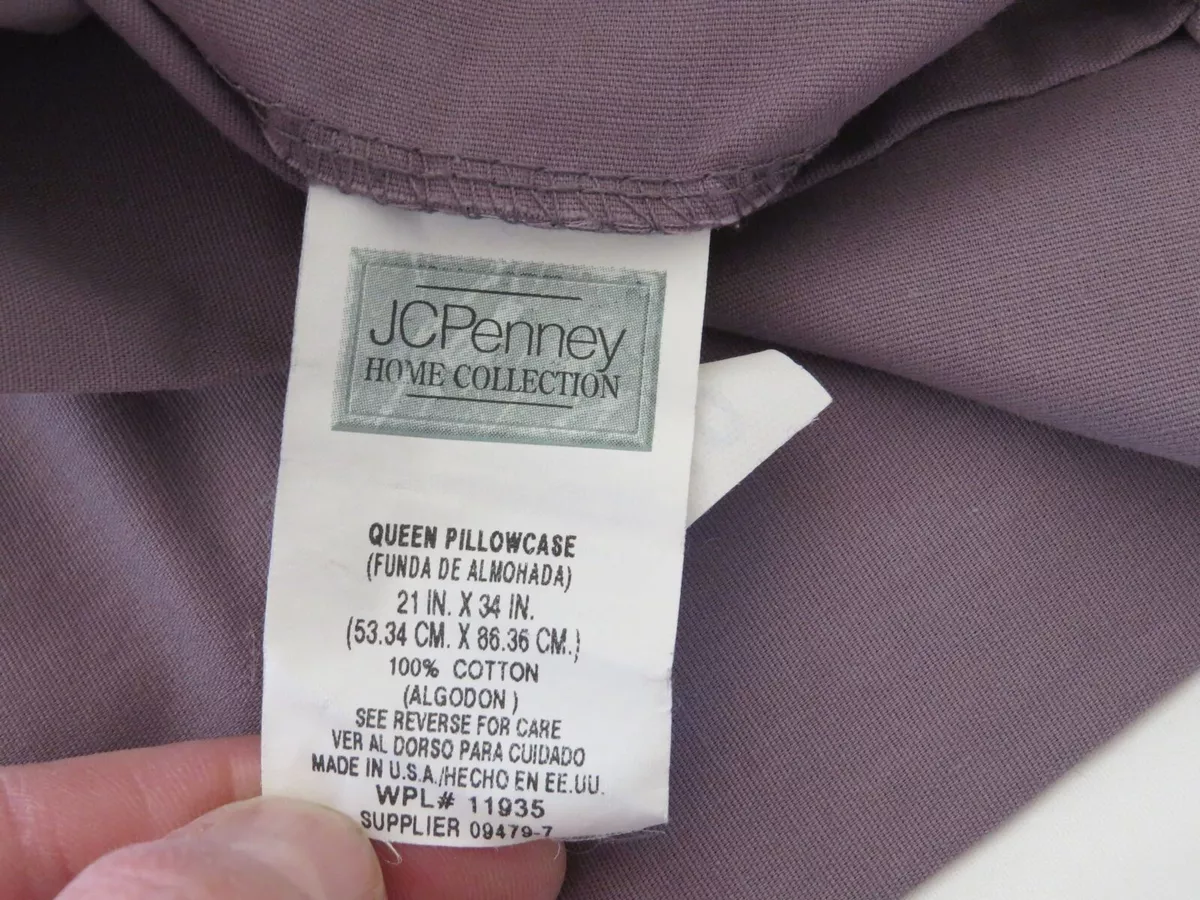 JCPenney
HOME COLLECTION
QUEEN PILLOWCASE
(FUNDA DE ALMOHADA)
21 IN. X 34 IN.
(53.34 CM. X 86.36 CM.)
100% COTTON
(ALGODON )
SEE REVERSE FOR CARE
VER AL DORSO PARA CUIDADO
MADE IN U.S.A./HECHO EN EE.UU.
WPL# 11935
SUPPLIER 09479-7